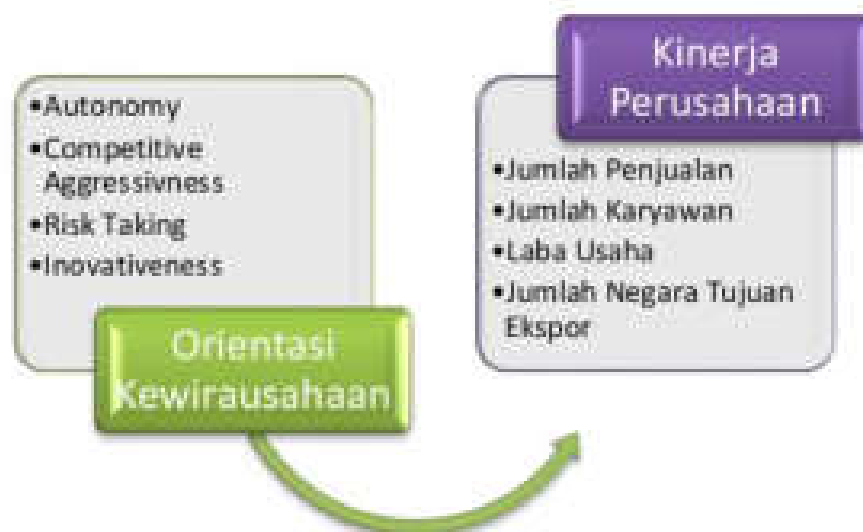 •Autonomy
•Competitive
Aggressivness
•Risk Taking
•Inovativeness
Orientasi
Kewirausahaan
Kinerja
Perusahaan
•Jumlah Penjualan
•Jumlah Karyawan
•Laba Usaha
•Jumlah Negara Tujuan
Ekspor